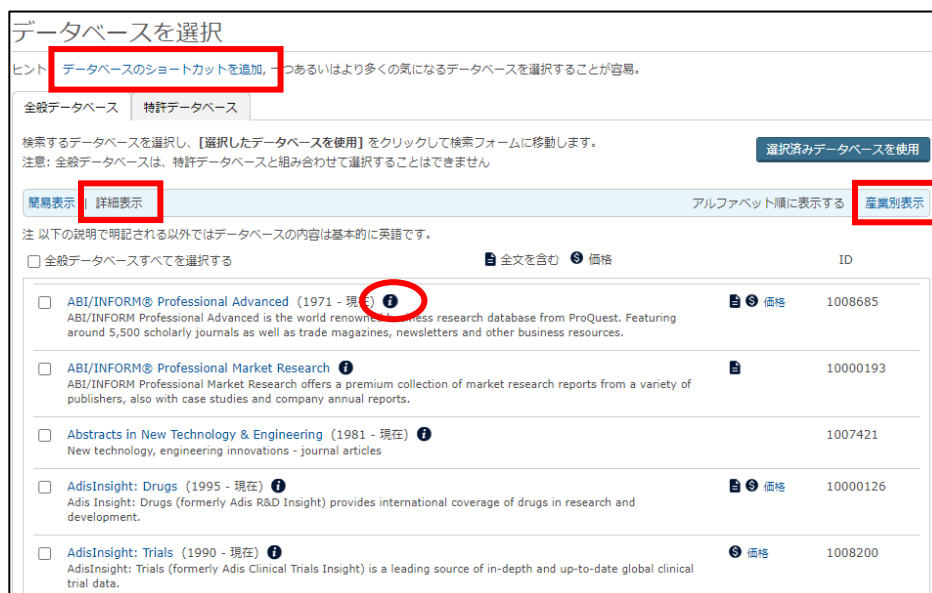 データベースを選択
ヒント データベースのショートカットを追加, 一つあるいはより多くの気になるデータベースを選択することが容易。
全般データベース 特許データベース
検索するデータベースを選択し、[選択したデータベースを使用] をクリックして検索フォームに移動します。
注意: 全般データベースは、特許データベースと組み合わせて選択することはできません
選択済みデータベースを使用
簡易表示 | 詳細表示 アルファベット順に表示する 産業別表示
注 以下の説明で明記される以外ではデータベースの内容は基本的に英語です。
全般データベースすべてを選択する 全文を含む 価格 ID
ABI/INFORM® Professional Advanced (1971 - 現在) 価格 1008685
ABI/INFORM Professional Advanced is the world renowned business research database from ProQuest. Featuring
around 5,500 scholarly journals as well as trade magazines, newsletters and other business resources.
ABI/INFORM® Professional Market Research 10000193
ABI/INFORM Professional Market Research offers a premium collection of market research reports from a variety of
publishers, also with case studies and company annual reports.
Abstracts in New Technology & Engineering (1981 - 現在) 1007421
New technology, engineering innovations - journal articles
AdisInsight: Drugs (1995 - 現在) 価格 10000126
Adis Insight: Drugs (formerly Adis R&D Insight) provides international coverage of drugs in research and
development.
AdisInsight: Trials (1990 - 現在) 価格 1008200
AdisInsight: Trials (formerly Adis Clinical Trials Insight) is a leading source of in-depth and up-to-date global clinical
trial data.